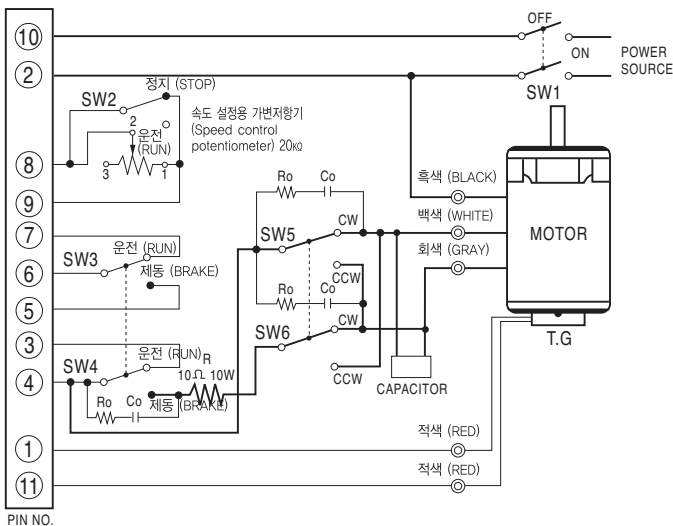 OFF
ON
POWER
SOURCE
SW1
10
2
정지 (STOP)
SW2
2
운전
(RUN)
3
1
속도 설정용 가변저항기
(Speed control
potentiometer) 20㏀
8
9
7
6
5
3
4
1
11
PIN NO.
SW3
운전 (RUN)
제동 (BRAKE)
SW4
운전 (RUN)
R
10Ω 10W
제동 (BRAKE)
Ro Co
Ro Co
SW5
CW
CCW
Ro Co
SW6
CW
CCW
CAPACITOR
흑색 (BLACK)
백색 (WHITE)
회색 (GRAY)
MOTOR
T.G
적색 (RED)
적색 (RED)